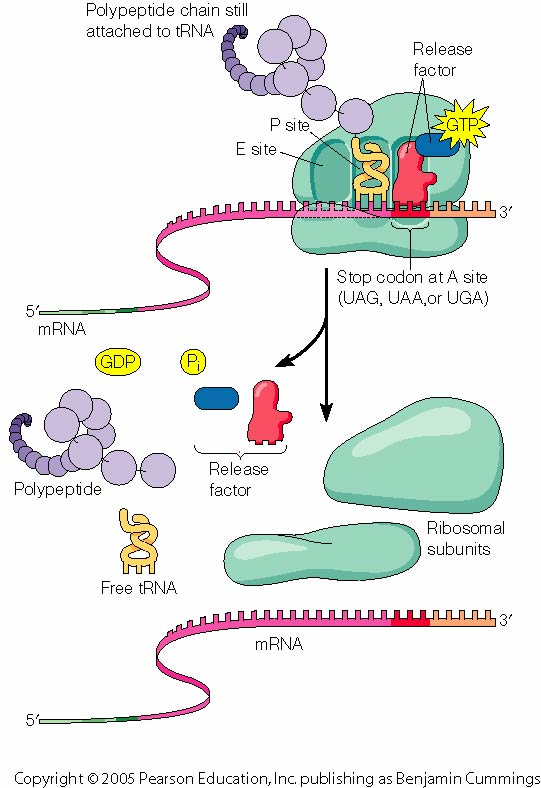 Polypeptide chain still
attached to tRNA
Release
factor
GTP
P site
E site
3′
Stop codon at A site
(UAG, UAA,or UGA)
5′
mRNA
GDP
Pi
Release
factor
Polypeptide
Ribosomal
subunits
Free tRNA
3′
mRNA
5′
Copyright © 2005 Pearson Education, Inc. publishing as Benjamin Cummings